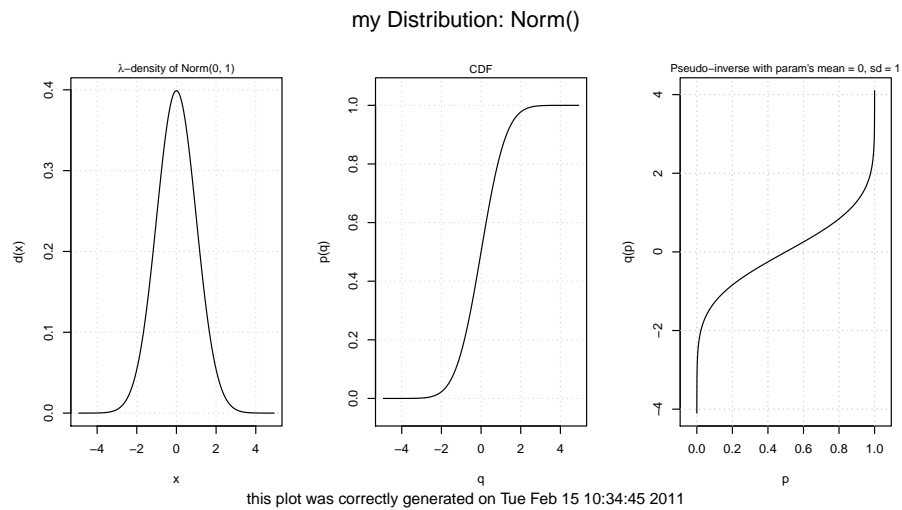 my Distribution: Norm()
λ−density of Norm(0, 1)
d(x)
0.0 0.1 0.2 0.3 0.4
−4 −2 0 2 4
x
CDF
p(q)
0.0 0.2 0.4 0.6 0.8 1.0
−4 −2 0 2 4
q
Pseudo−inverse with param's mean = 0, sd = 1
q(p)
−4 −2 0 2 4
0.0 0.2 0.4 0.6 0.8 1.0
p
this plot was correctly generated on Tue Feb 15 10:34:45 2011